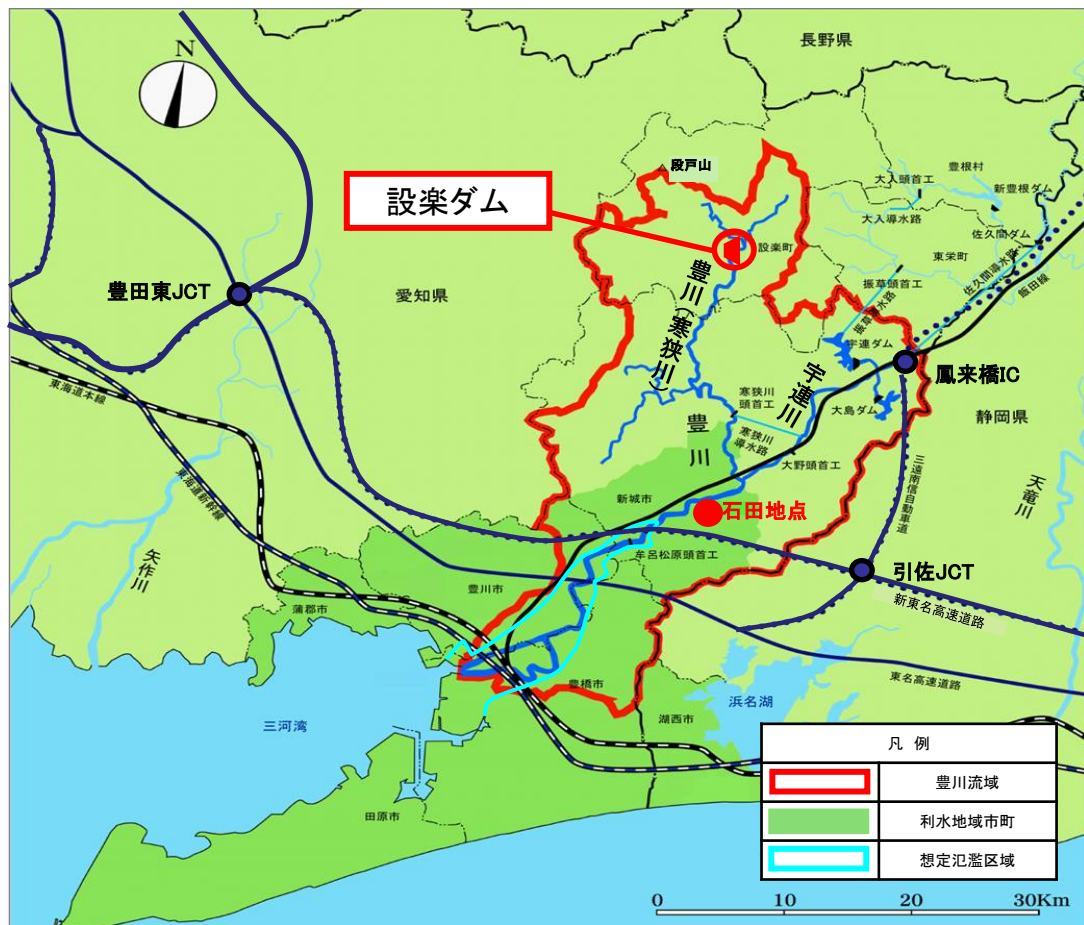 長野県
N
段戸山
豊根村
大入頭首工
新豊根ダム
設楽ダム
大入導水路
佐久間ダム
設楽町
東栄町
佐久間導水路
飯田線
振草頭首工
振草導水路
豊田東JCT
愛知県
豊川(寒狭川)
宇連ダム
宇連川
鳳来橋IC
東海道本線
寒狭川
頭首工
大島ダム
静岡県
豊川
寒狭川
導水路
大野頭首工
三遠南信自動車道
天竜川
東海道新幹線
新城市
石田地点
牟呂松原頭首工
矢作川
引佐JCT
豊川市
新東名高速道路
蒲郡市
東名高速道路
豊橋市
浜名湖
三河湾
湖西市
田原市
凡 例
豊川流域
利水地域市町
想定氾濫区域
0 10 20 30Km